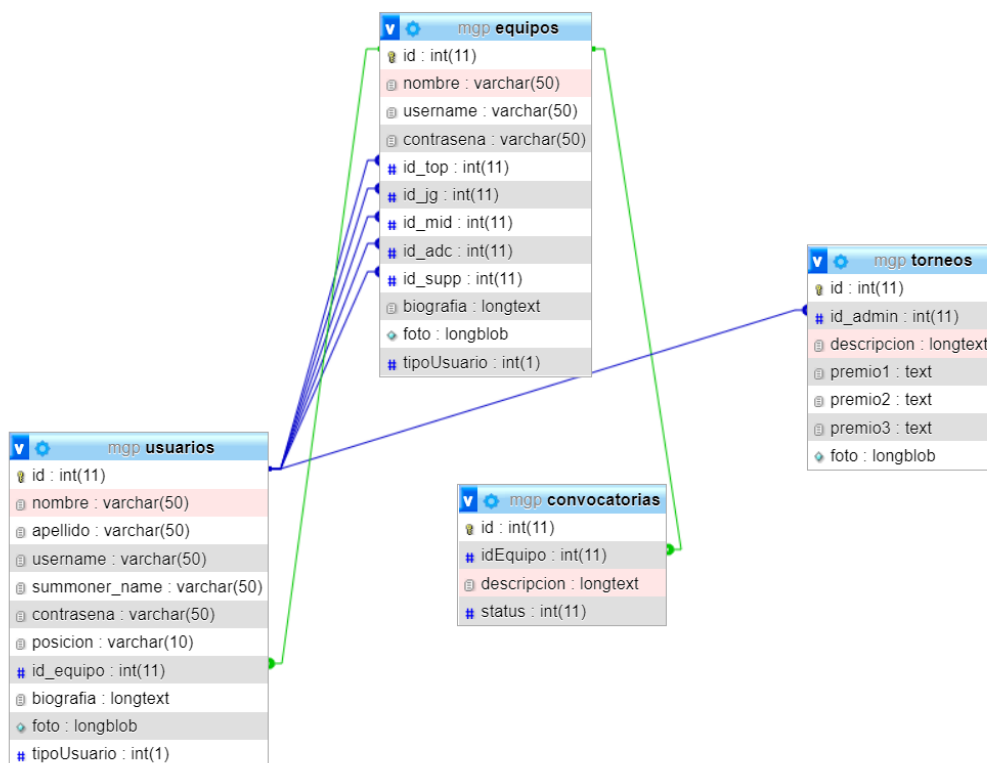 v mgp equipos
id : int(11)
nombre : varchar(50)
username : varchar(50)
contrasena : varchar(50)
# id_top : int(11)
# id_jg : int(11)
# id_mid : int(11)
# id_adc : int(11)
# id_supp : int(11)
biografia : longtext
foto : longblob
# tipoUsuario : int(1)
v mgp torneos
id : int(11)
# id_admin : int(11)
descripcion : longtext
premio1 : text
premio2 : text
premio3 : text
foto : longblob
v mgp usuarios
id : int(11)
nombre : varchar(50)
apellido : varchar(50)
username : varchar(50)
summoner_name : varchar(50)
contrasena : varchar(50)
posicion : varchar(10)
# id_equipo : int(11)
biografia : longtext
foto : longblob
# tipoUsuario : int(1)
v mgp convocatorias
id : int(11)
# idEquipo : int(11)
descripcion : longtext
# status : int(11)